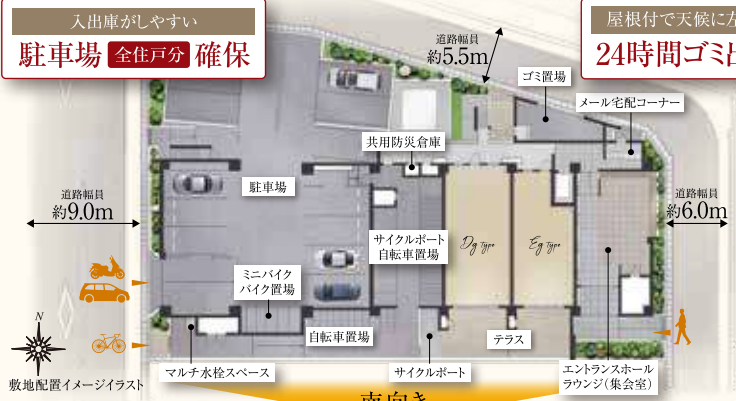 入出庫がしやすい
駐車場 全住戸分 確保
屋根付で天候に
24時間ゴミ出
道路幅員
約5.5m
ゴミ置場
メール宅配コーナー
共用防災倉庫
駐車場
道路幅員
約9.0m
道路幅員
約6.0m
サイクルポート
自転車置場
Dg Type
Eg Type
ミニバイク
バイク置場
自転車置場
テラス
N
敷地配置イメージイラスト
マルチ水栓スペース
サイクルポート
エントランスホール
ラウンジ(集会室)
南向き